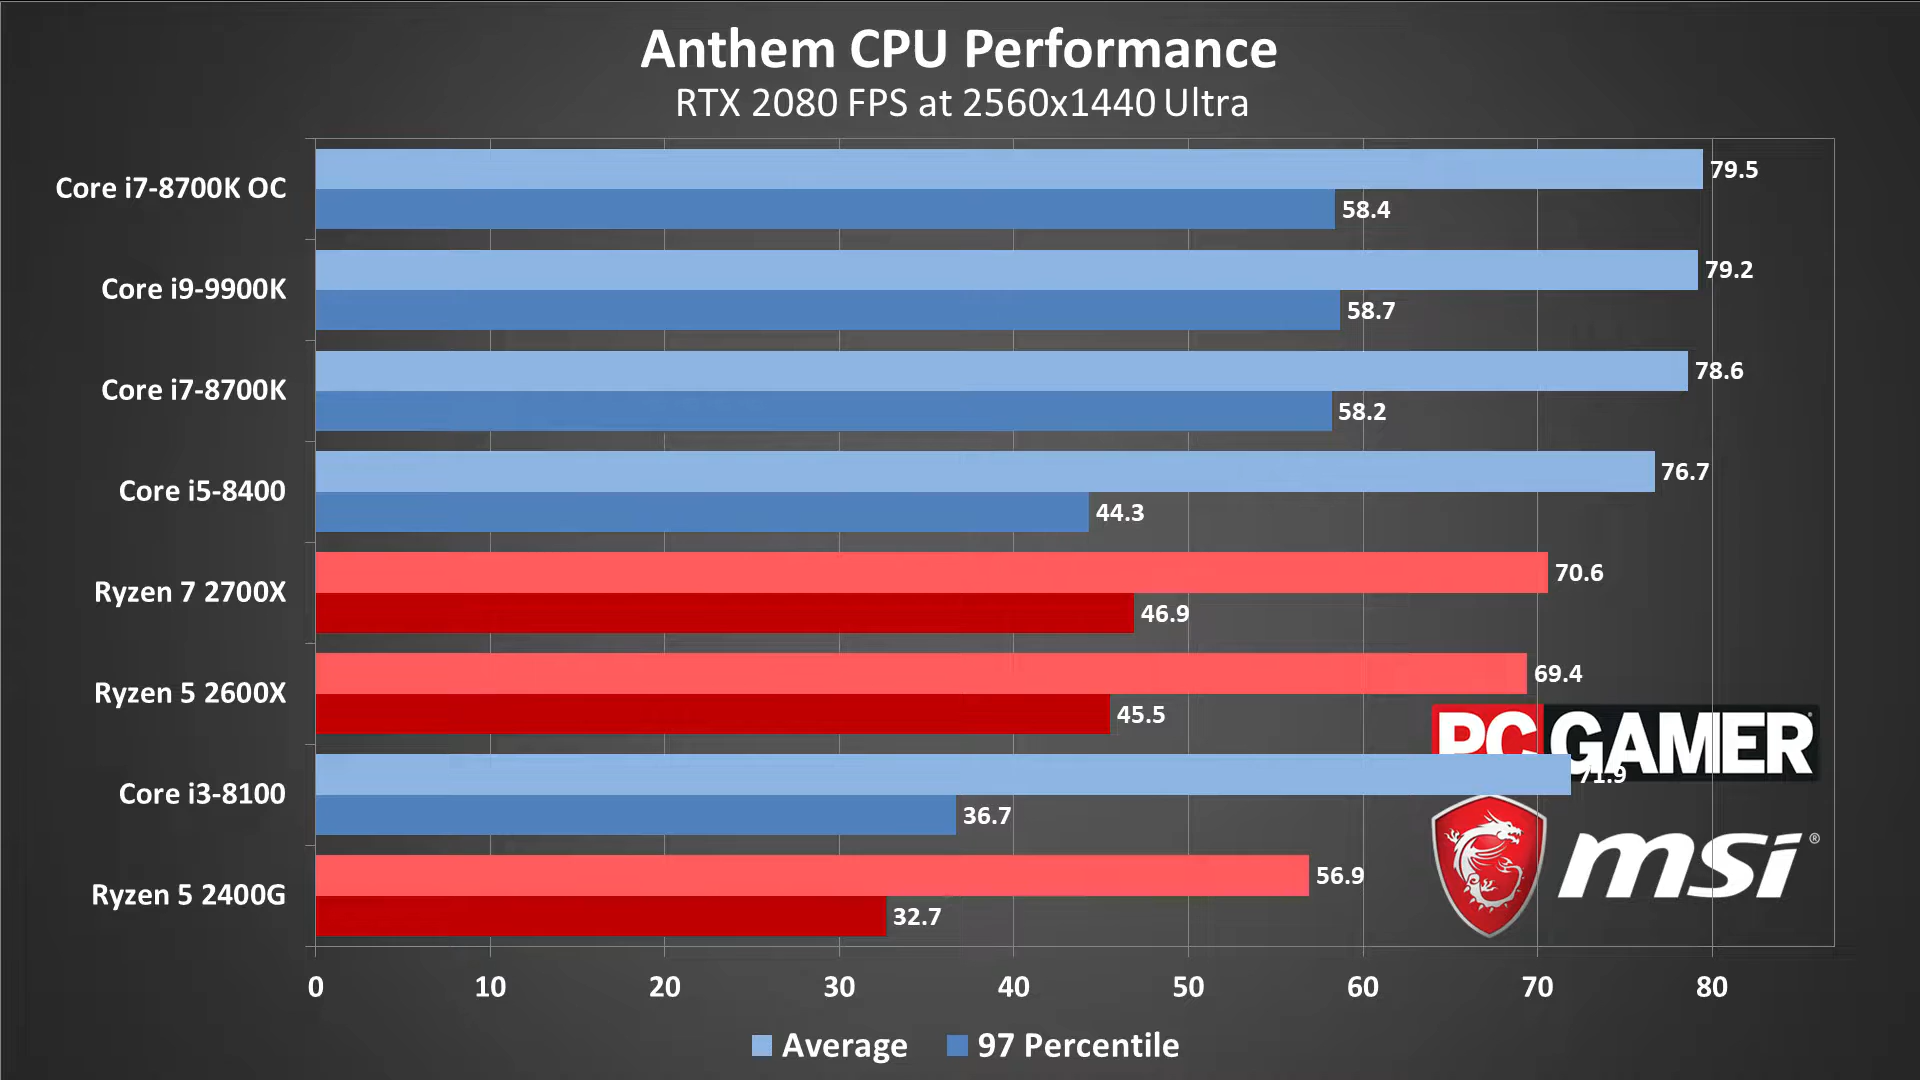 Anthem CPU Performance
RTX 2080 FPS at 2560x1440 Ultra
Core i7-8700K OC
79.5
58.4
Core i9-9900K
79.2
58.7
Core i7-8700K
78.6
58.2
Core i5-8400
76.7
44.3
Ryzen 7 2700X
70.6
46.9
Ryzen 5 2600X
69.4
45.5
PC GAMER
Core i3-8100
71.9
36.7
msi®
Ryzen 5 2400G
56.9
32.7
0 10 20 30 40 50 60 70 80
Average 97 Percentile